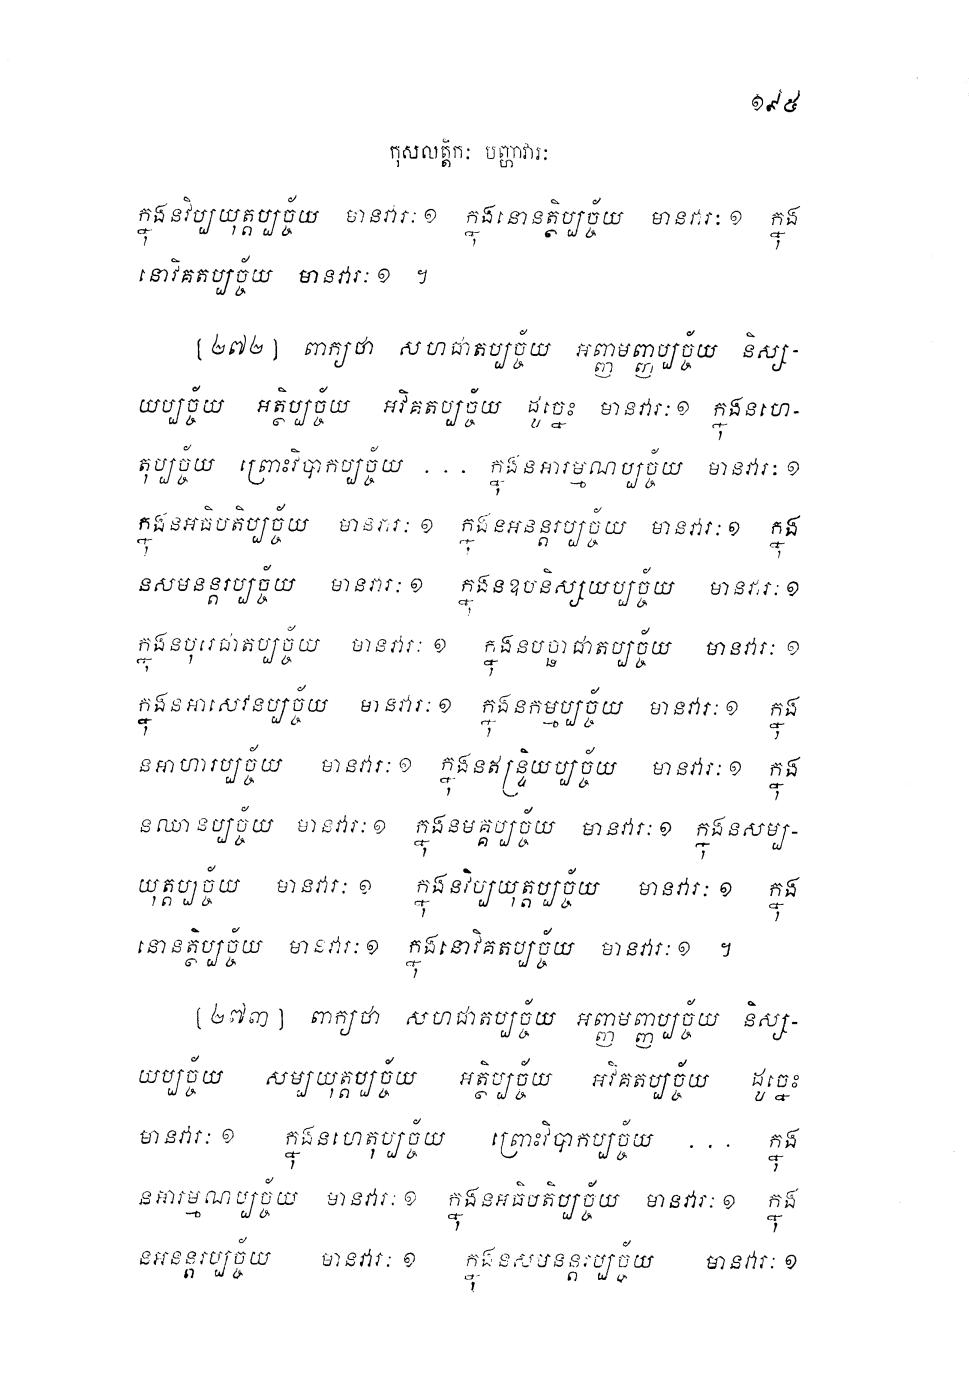 ១៩៥
កុសលត្តិកៈ បញ្ហាវារៈ
ក្នុងនវិប្បយុត្តប្បច្ច័យ មានវារៈ ១ ក្នុងនោនត្ថិប្បច្ច័យ មានវារៈ ១ ក្នុង
នោវិគតប្បច្ច័យ មានវារៈ ១ ។
[២៧២] ពាក្យថា សហជាតប្បច្ច័យ អញ្ញាមញ្ញប្បច្ច័យ និស្ស-
យប្បច្ច័យ អត្ថិប្បច្ច័យ អវិគតប្បច្ច័យ ដូច្នេះ មានវារៈ ១ ក្នុងនហេ-
តុប្បច្ច័យ ព្រោះវិបាកប្បច្ច័យ . . . ក្នុងនអារម្មណប្បច្ច័យ មានវារៈ ១
ក្នុងនអធិបតិប្បច្ច័យ មានវារៈ ១ ក្នុងនអនន្តរប្បច្ច័យ មានវារៈ ១ ក្នុង
នសមនន្តរប្បច្ច័យ មានវារៈ ១ ក្នុងនឧបនិស្សយប្បច្ច័យ មានវារៈ ១
ក្នុងនបុរេជាតប្បច្ច័យ មានវារៈ ១ ក្នុងនបច្ឆាជាតប្បច្ច័យ មានវារៈ ១
ក្នុងនអាសេវនប្បច្ច័យ មានវារៈ ១ ក្នុងនកម្មប្បច្ច័យ មានវារៈ ១ ក្នុង
នអាហារប្បច្ច័យ មានវារៈ ១ ក្នុងនឥន្ទ្រិយប្បច្ច័យ មានវារៈ ១ ក្នុង
នឈានប្បច្ច័យ មានវារៈ ១ ក្នុងនមគ្គប្បច្ច័យ មានវារៈ ១ ក្នុងនសម្ប-
យុត្តប្បច្ច័យ មានវារៈ ១ ក្នុងនវិប្បយុត្តប្បច្ច័យ មានវារៈ ១ ក្នុង
នោនត្ថិប្បច្ច័យ មានវារៈ ១ ក្នុងនោវិគតប្បច្ច័យ មានវារៈ ១ ។
[២៧៣] ពាក្យថា សហជាតប្បច្ច័យ អញ្ញាមញ្ញប្បច្ច័យ និស្ស-
យប្បច្ច័យ សម្បយុត្តប្បច្ច័យ អត្ថិប្បច្ច័យ អវិគតប្បច្ច័យ ដូច្នេះ
មានវារៈ ១ ក្នុងនហេតុប្បច្ច័យ ព្រោះវិបាកប្បច្ច័យ . . . ក្នុង
នអារម្មណប្បច្ច័យ មានវារៈ ១ ក្នុងនអធិបតិប្បច្ច័យ មានវារៈ ១ ក្នុង
នអនន្តរប្បច្ច័យ មានវារៈ ១ ក្នុងនសមនន្តរប្បច្ច័យ មានវារៈ ១